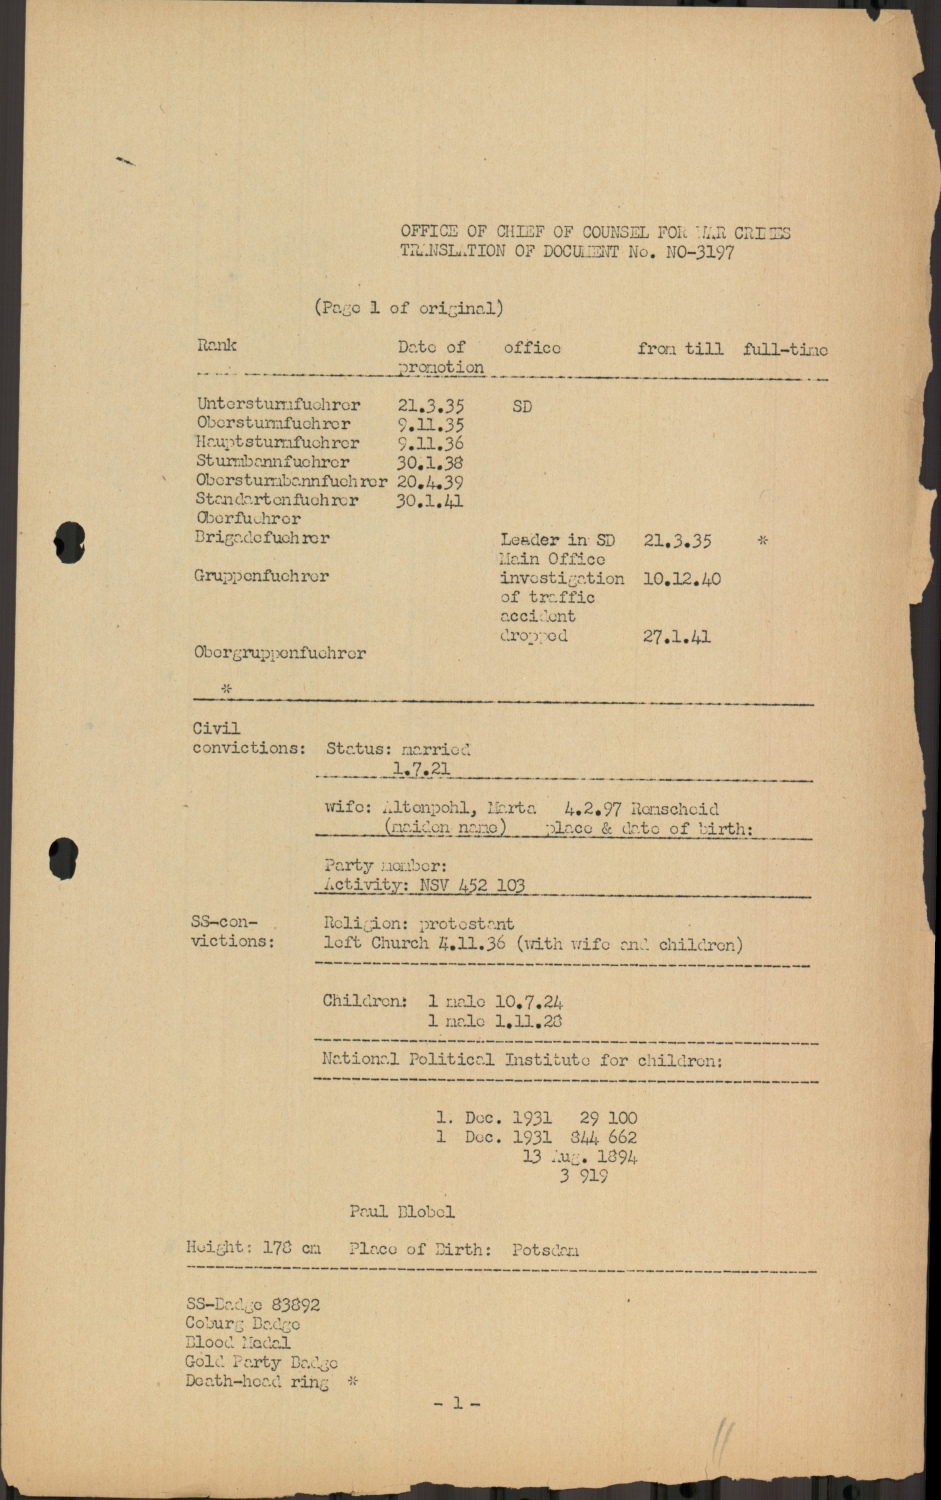 OFFICE OF CHIEF OF COUNSEL FOR WAR CRIMES
TRANSLATION OF DOCUMENT No. NO-3197
(Page 1 of original)
Rank Date of office from till full-time
promotion
Untersturmfuehrer 21.3.35 SD
Obersturmfuehrer 9.11.35
Hauptsturmfuehrer 9.11.36
Sturmbannfuehrer 30.1.38
Obersturmbannfuehrer 20.4.39
Standartenfuehrer 30.1.41
Oberfuehrer
Brigadefuehrer Leader in SD 21.3.35 *
Main Office
Gruppenfuehrer investigation 10.12.40
of traffic
accident
dropped 27.1.41
Obergruppenfuehrer
*
Civil
convictions: Status: married
1.7.21
wife: Altenpohl, Marta 4.2.97 Remscheid
(maiden name) place & date of birth:
Party member:
Activity: NSV 452 103
SS-con- Religion: protestant
victions: left Church 4.11.36 (with wife and children)
Children: 1 male 10.7.24
1 male 1.11.28
National Political Institute for children:
1. Dec. 1931 29 100
1 Dec. 1931 844 662
13 Aug. 1894
3 919
Paul Blobel
Height: 178 cm Place of Birth: Potsdam
SS-Badge 83892
Coburg Badge
Blood Medal
Gold Party Badge
Death-head ring *
- 1 -